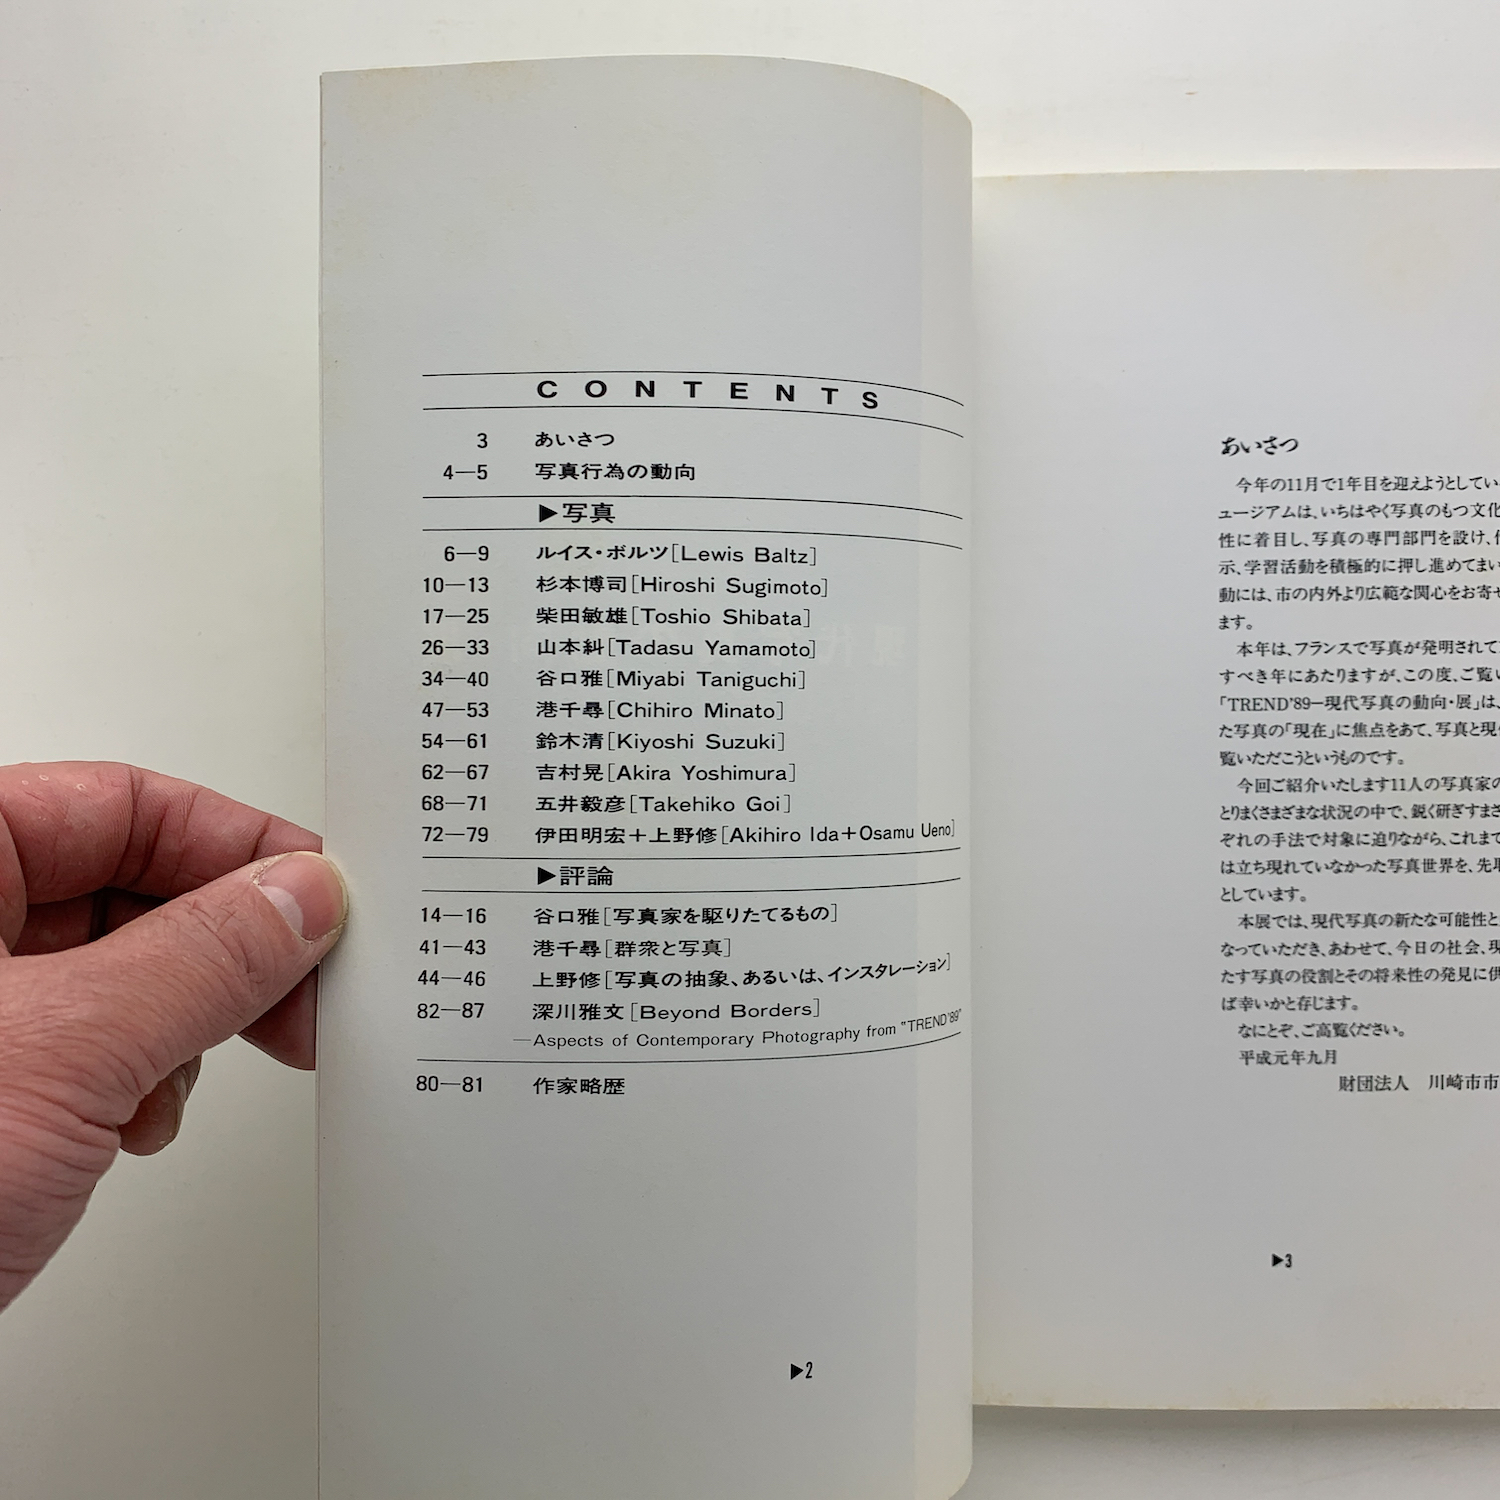 CONTENTS
3 あいさつ
4—5 写真行為の動向
▶写真
6—9 ルイス・ボルツ[Lewis Baltz]
10—13 杉本博司[Hiroshi Sugimoto]
17—25 柴田敏雄[Toshio Shibata]
26—33 山本糾[Tadasu Yamamoto]
34—40 谷口雅[Miyabi Taniguchi]
47—53 港千尋[Chihiro Minato]
54—61 鈴木清[Kiyoshi Suzuki]
62—67 吉村晃[Akira Yoshimura]
68—71 五井毅彦[Takehiko Goi]
72—79 伊田明宏+上野修[Akihiro Ida+Osamu Ueno]
▶評論
14—16 谷口雅[写真家を駆りたてるもの]
41—43 港千尋[群衆と写真]
44—46 上野修[写真の抽象、あるいは、インスタレーション]
82—87 深川雅文[Beyond Borders]
—Aspects of Contemporary Photography from "TREND'89"
80—81 作家略歴
▶2
あいさつ
今年の11月で1年目を迎えようとしてい
ュージアムは、いちはやく写真のもつ文化
性に着目し、写真の専門部門を設け、
示、学習活動を積極的に押し進めてまい
動には、市の内外より広範な関心をお寄せ
ます。
本年は、フランスで写真が発明されて
すべき年にあたりますが、この度、ご覧い
「TREND'89—現代写真の動向・展」は、
た写真の「現在」に焦点をあて、写真と現
覧いただこうというものです。
今回ご紹介いたします11人の写真家の
とりまくさまざまな状況の中で、鋭く研ぎすまさ
ぞれの手法で対象に迫りながら、これまで
は立ち現れていなかった写真世界を、先取
としています。
本展では、現代写真の新たな可能性と
なっていただき、あわせて、今日の社会、現
たす写真の役割とその将来性の発見に供
ば幸いかと存じます。
なにとぞ、ご高覧ください。
平成元年九月
財団法人 川崎市市
▶3